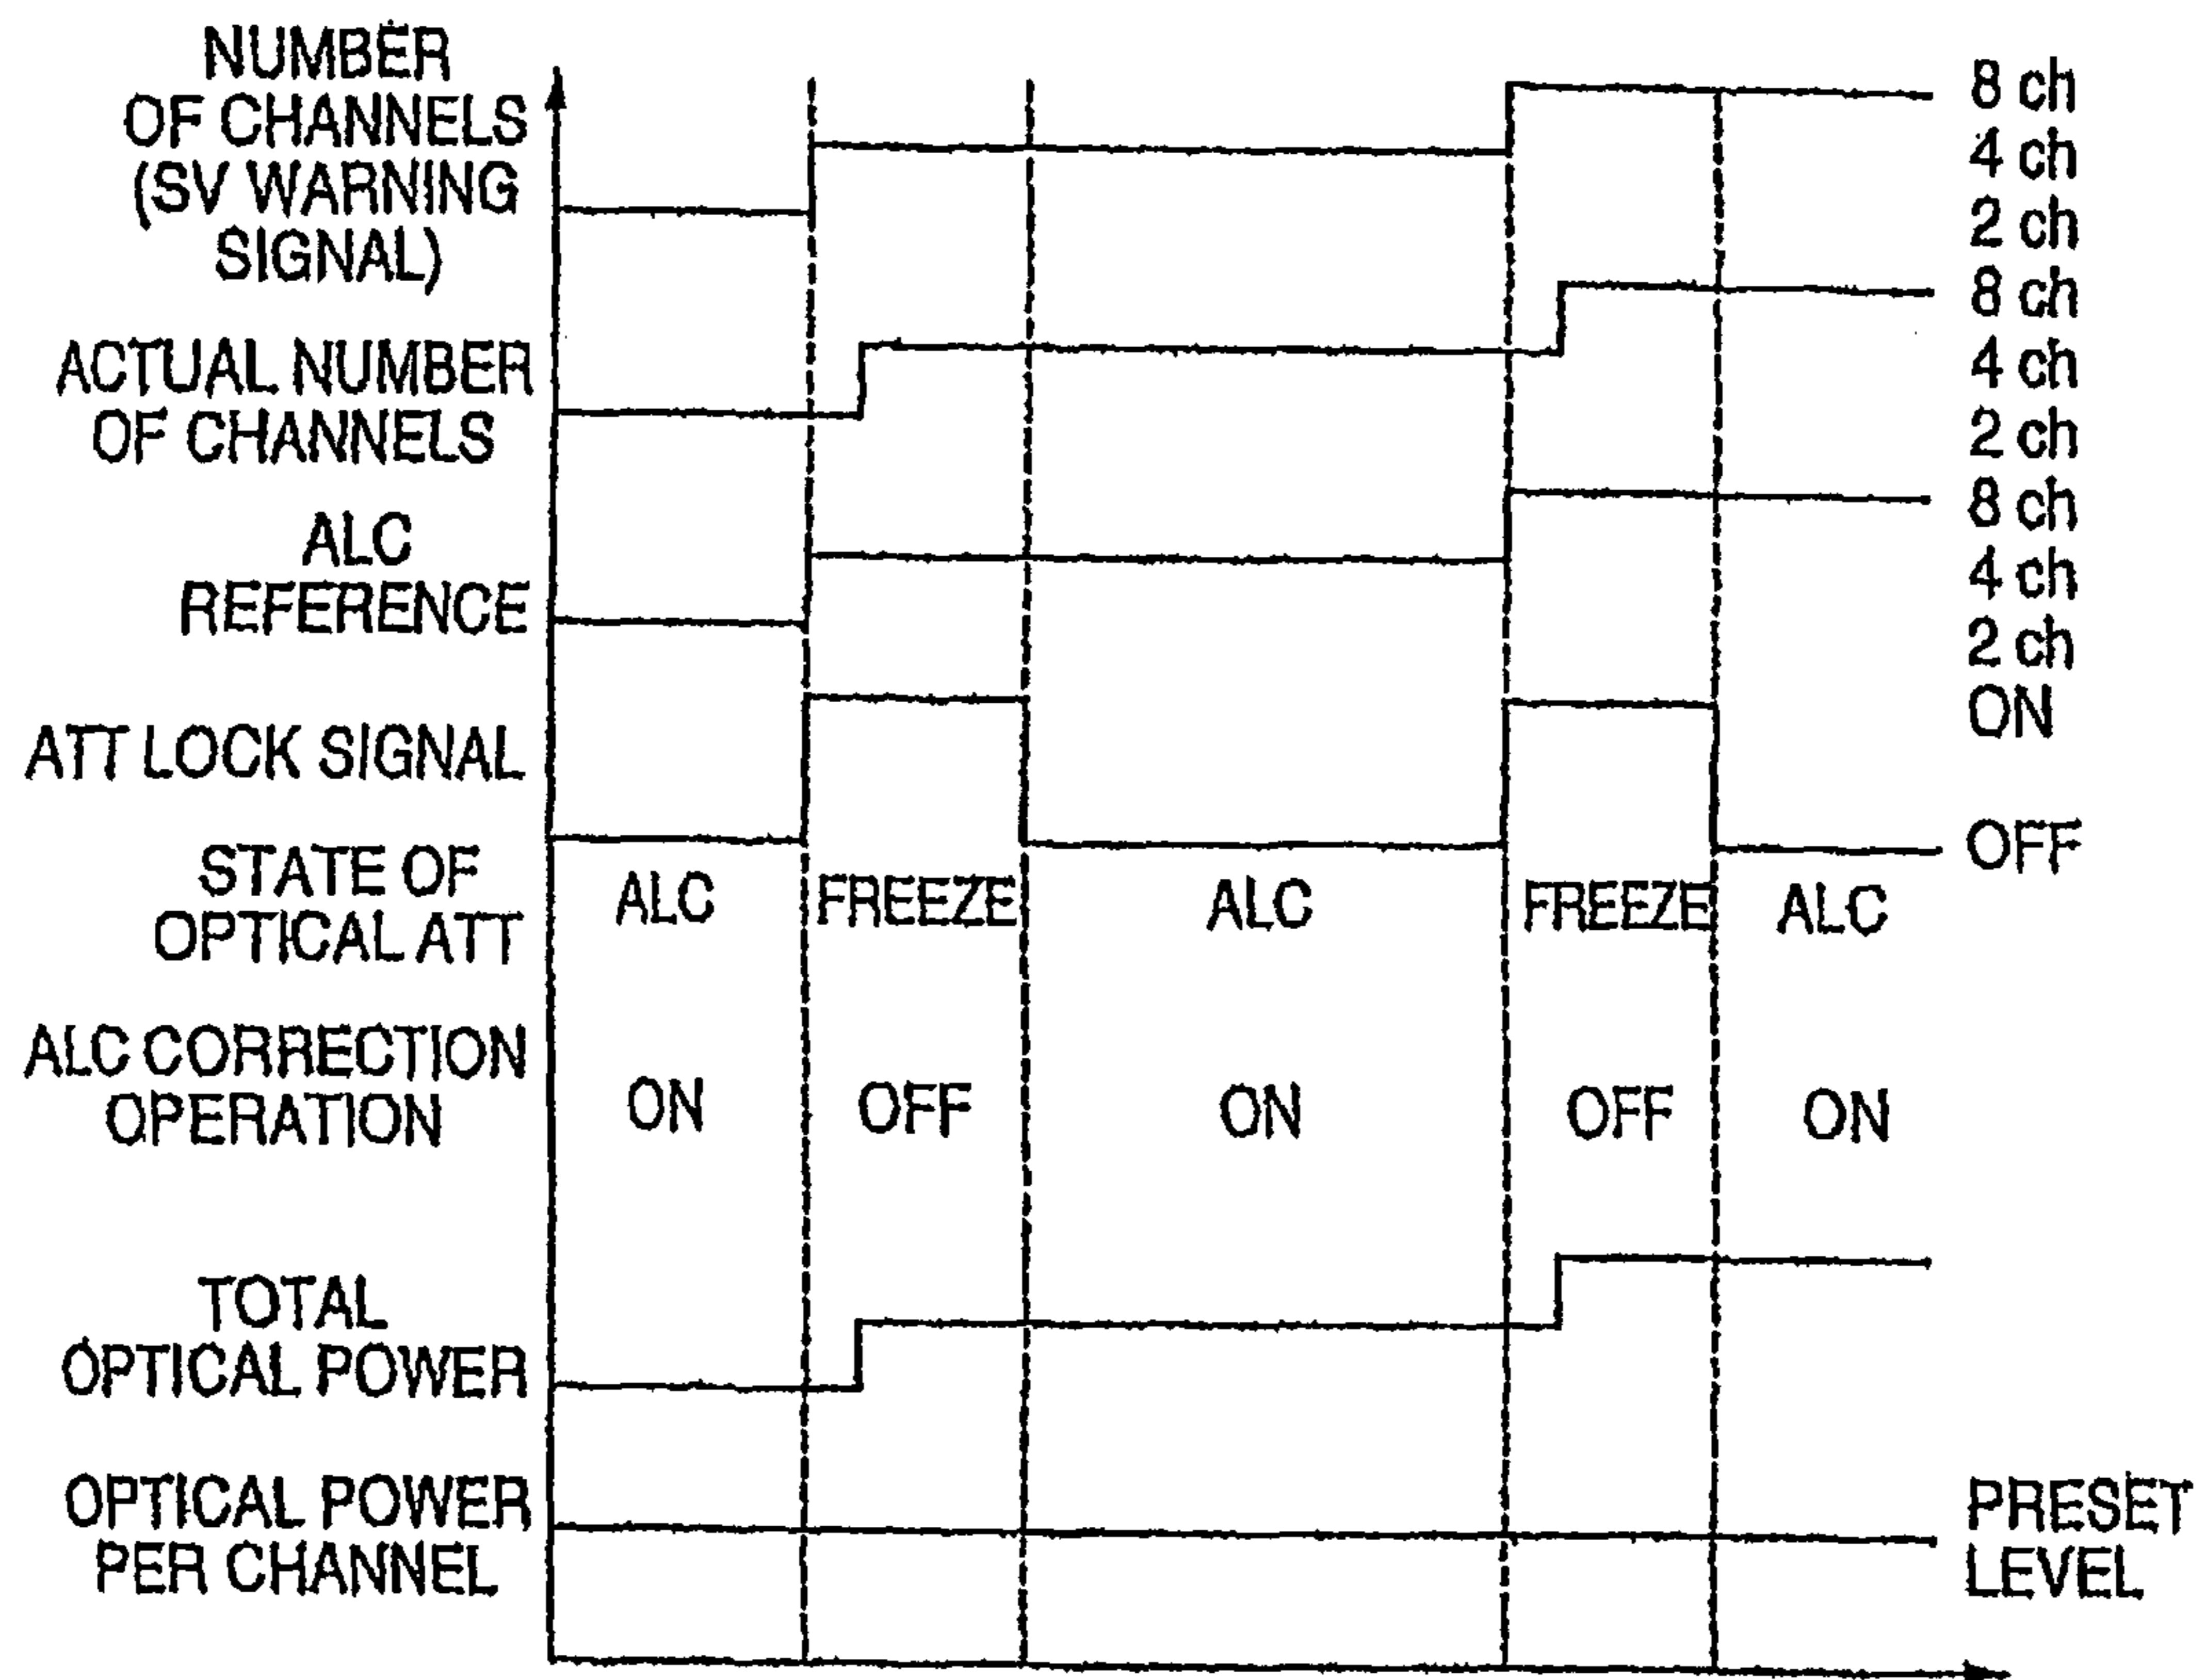 NUMBER
OF CHANNELS
(SV WARNING
SIGNAL)
8 ch
4 ch
2 ch
ACTUAL NUMBER
OF CHANNELS
8 ch
4 ch
2 ch
ALC
REFERENCE
8 ch
4 ch
2 ch
ATT LOCK SIGNAL
ON
OFF
STATE OF
OPTICAL ATT
ALC
FREEZE
ALC
FREEZE
ALC
ALC CORRECTION
OPERATION
ON
OFF
ON
OFF
ON
TOTAL
OPTICAL POWER
OPTICAL POWER
PER CHANNEL
PRESET
LEVEL